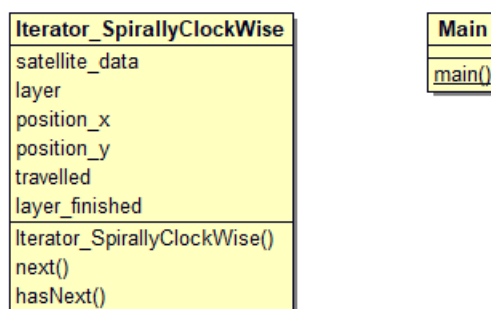 Iterator_SpirallyClockWise
satellite_data
layer
position_x
position_y
travelled
layer_finished
Iterator_SpirallyClockWise()
next()
hasNext()
Main
main()